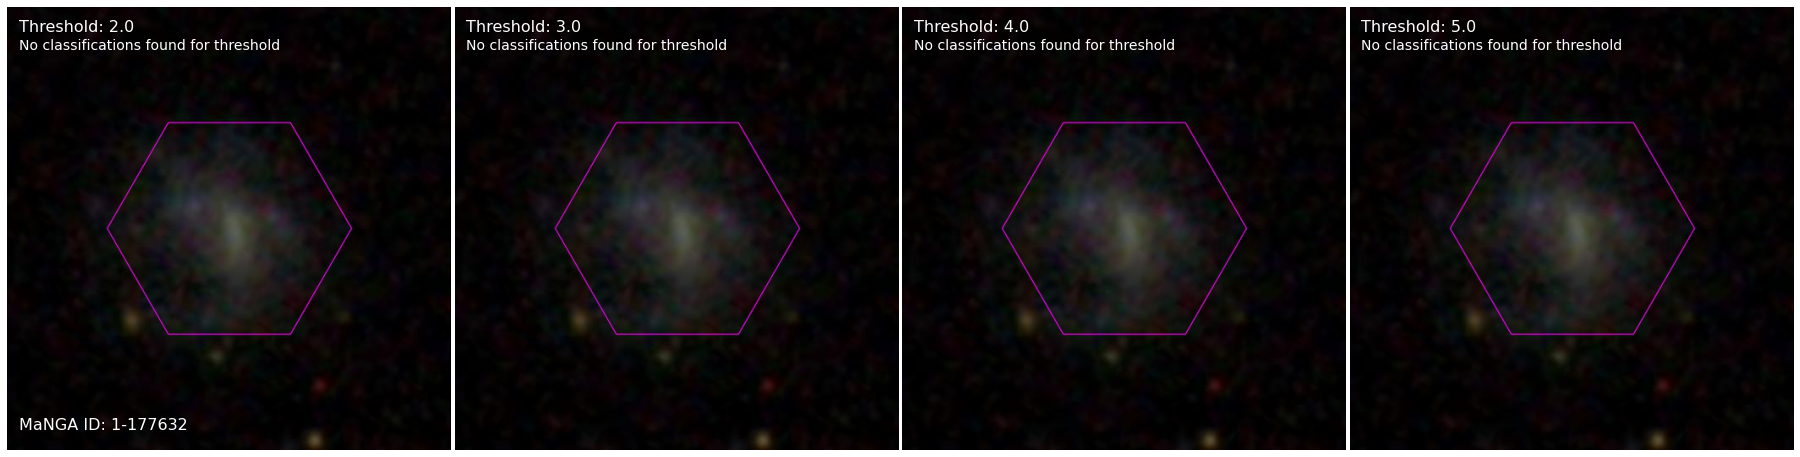 Threshold: 2.0
No classifications found for threshold
MaNGA ID: 1-177632
Threshold: 3.0
No classifications found for threshold
Threshold: 4.0
No classifications found for threshold
Threshold: 5.0
No classifications found for threshold